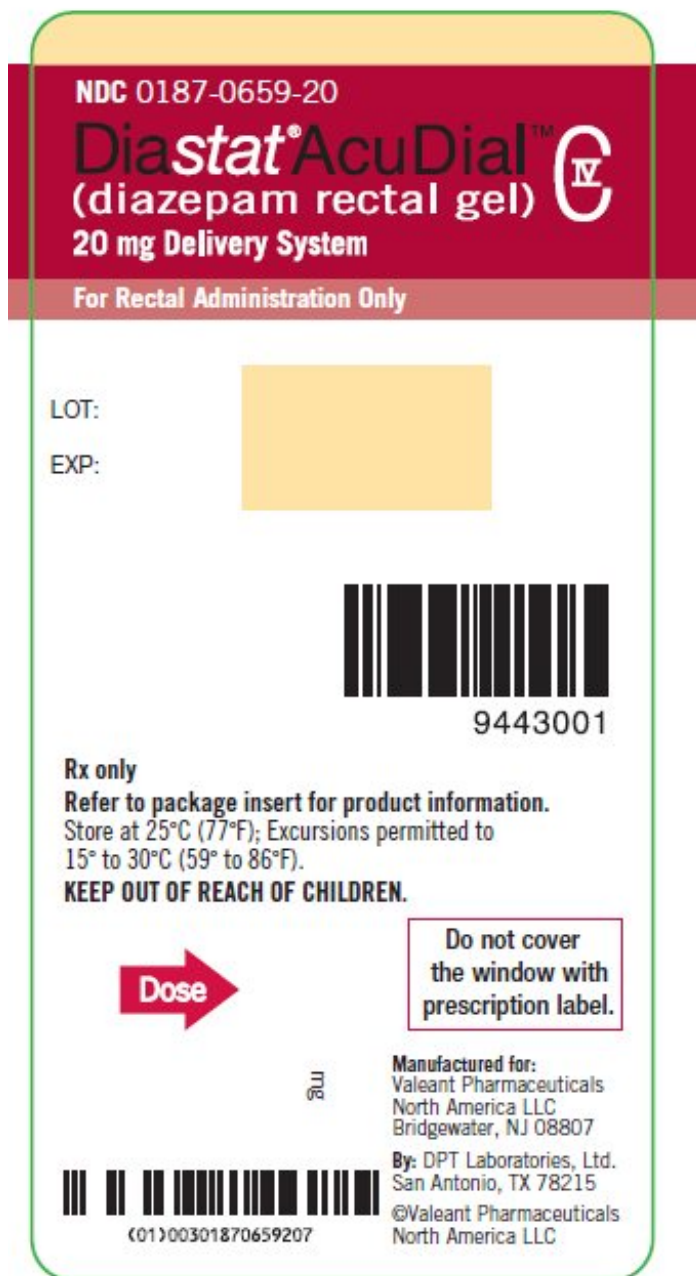 NDC 0187-0659-20
Diastat®AcuDial™ CIV
(diazepam rectal gel)
20 mg Delivery System
For Rectal Administration Only
LOT:
EXP:
9443001
Rx only
Refer to package insert for product information.
Store at 25°C (77°F); Excursions permitted to
15° to 30°C (59° to 86°F).
KEEP OUT OF REACH OF CHILDREN.
Dose
Do not cover
the window with
prescription label.
mg
Manufactured for:
Valeant Pharmaceuticals
North America LLC
Bridgewater, NJ 08807
By: DPT Laboratories, Ltd.
San Antonio, TX 78215
©Valeant Pharmaceuticals
North America LLC
(01)00301870659207